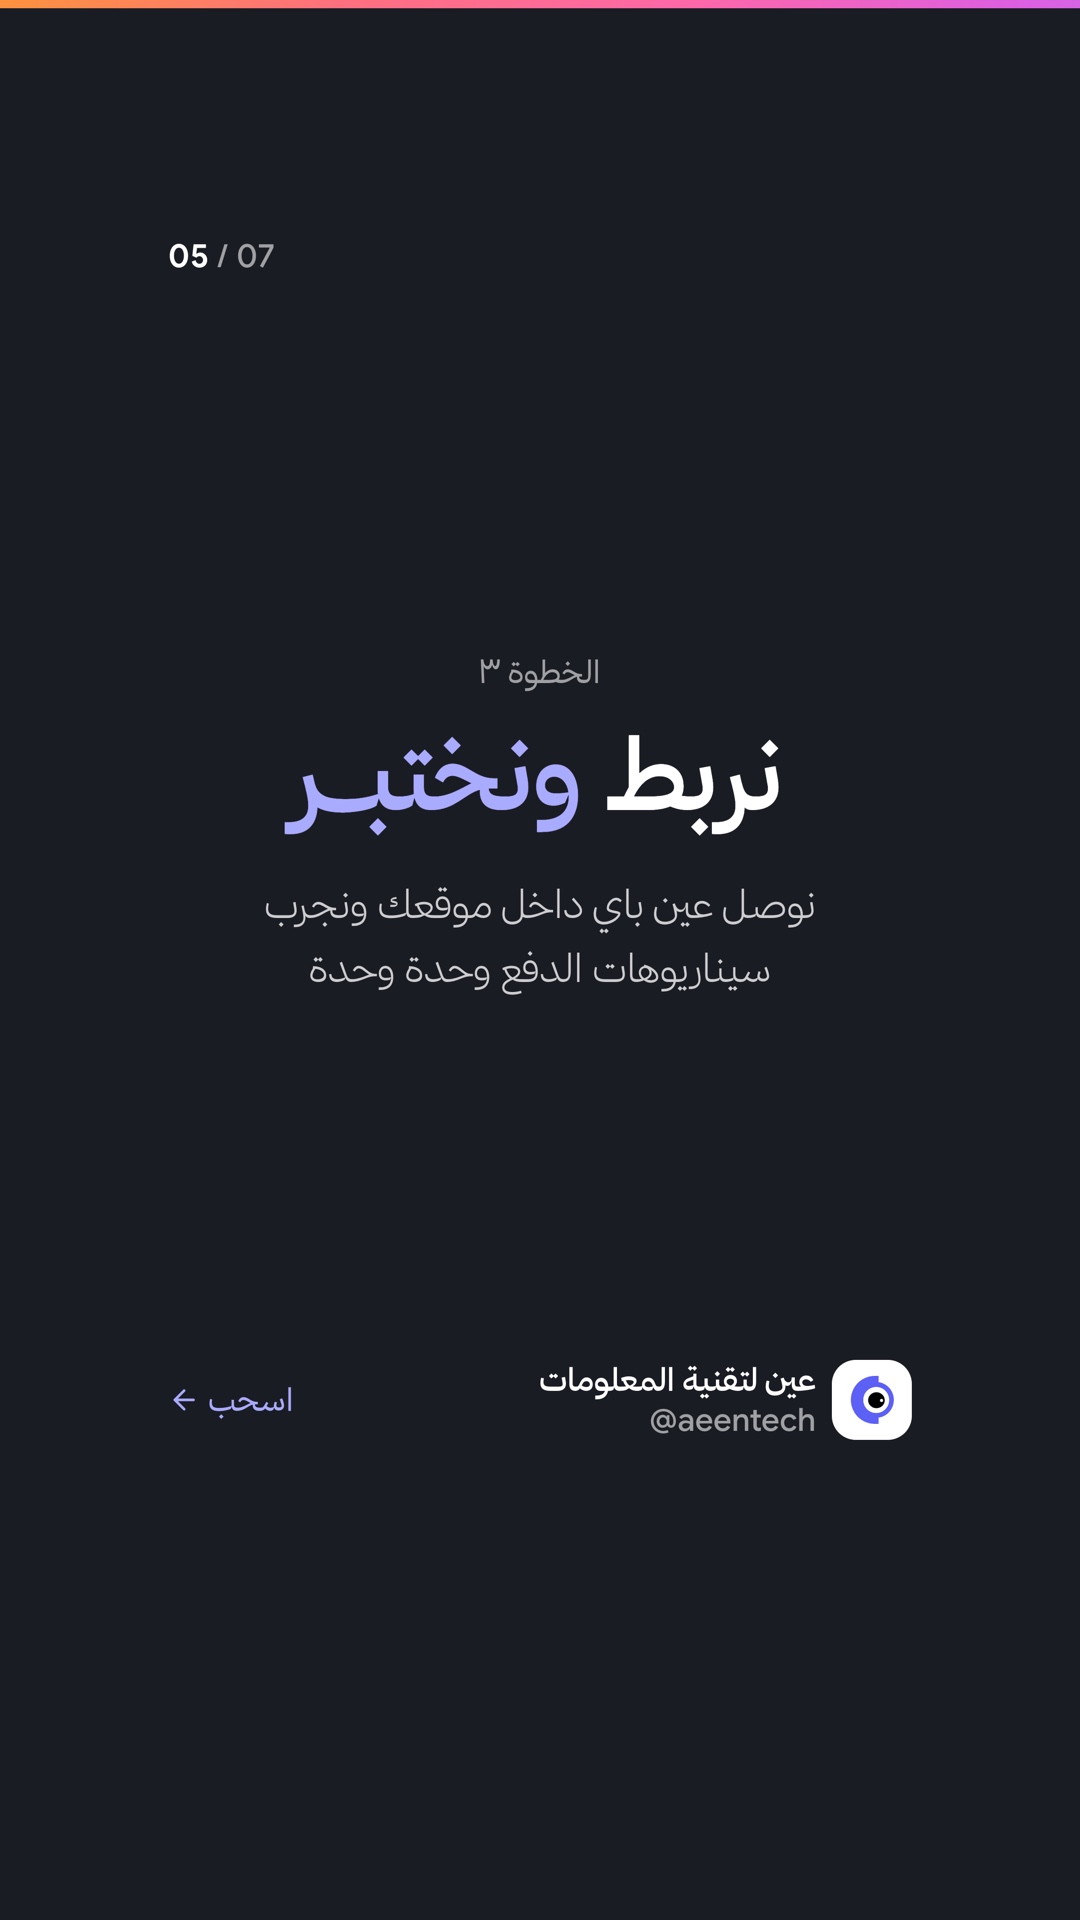 05 / 07
الخطوة ٣
نربط ونختبـر
نوصل عين باي داخل موقعك ونجرب
سيناريوهات الدفع وحدة وحدة
عين لتقنية المعلومات
@aeentech
اسحب ←